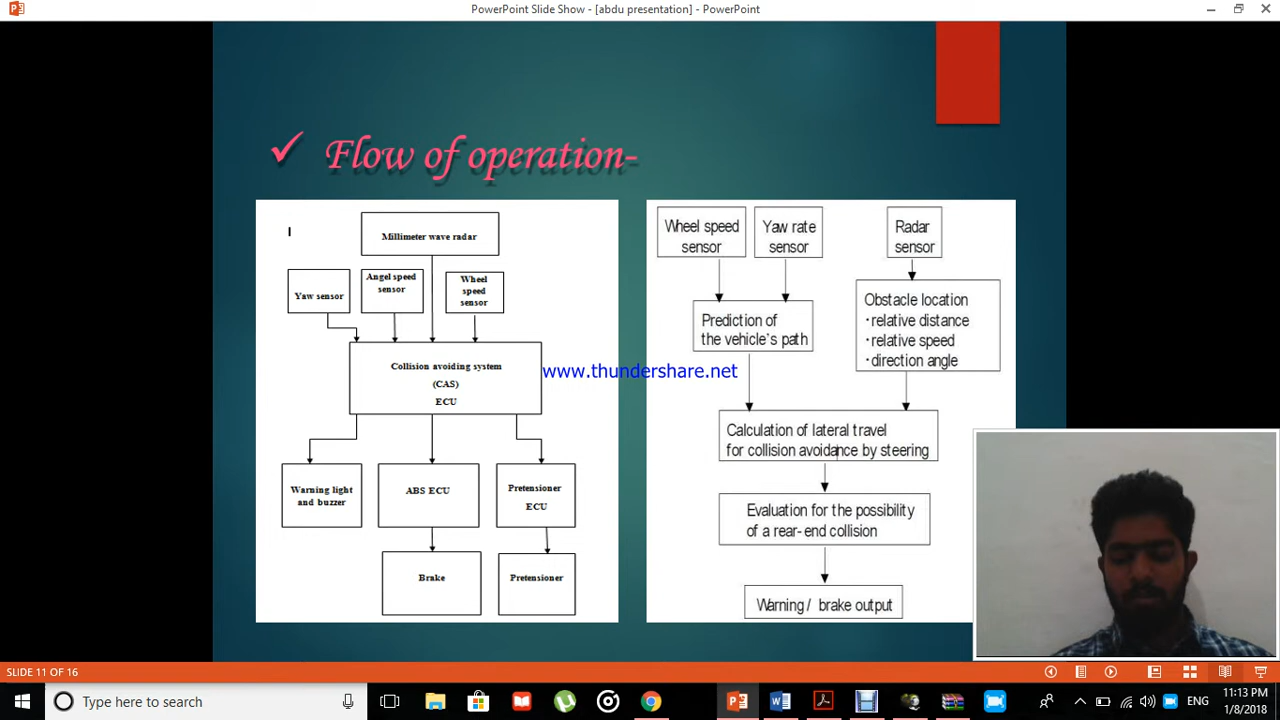 PowerPoint Slide Show - [abdu presentation] - PowerPoint
✓ Flow of operation-
I
Millimeter wave radar
Yaw sensor
Angel speed
sensor
Wheel
speed
sensor
Collision avoiding system
(CAS)
ECU
Warning light
and buzzer
ABS ECU
Pretensioner
ECU
Brake
Pretensioner
www.thundershare.net
Wheel speed
sensor
Yaw rate
sensor
Radar
sensor
Prediction of
the vehicle's path
Obstacle location
・relative distance
・relative speed
・direction angle
Calculation of lateral travel
for collision avoidance by steering
Evaluation for the possibility
of a rear-end collision
Warning / brake output
SLIDE 11 OF 16
Type here to search
ENG
11:13 PM
1/8/2018